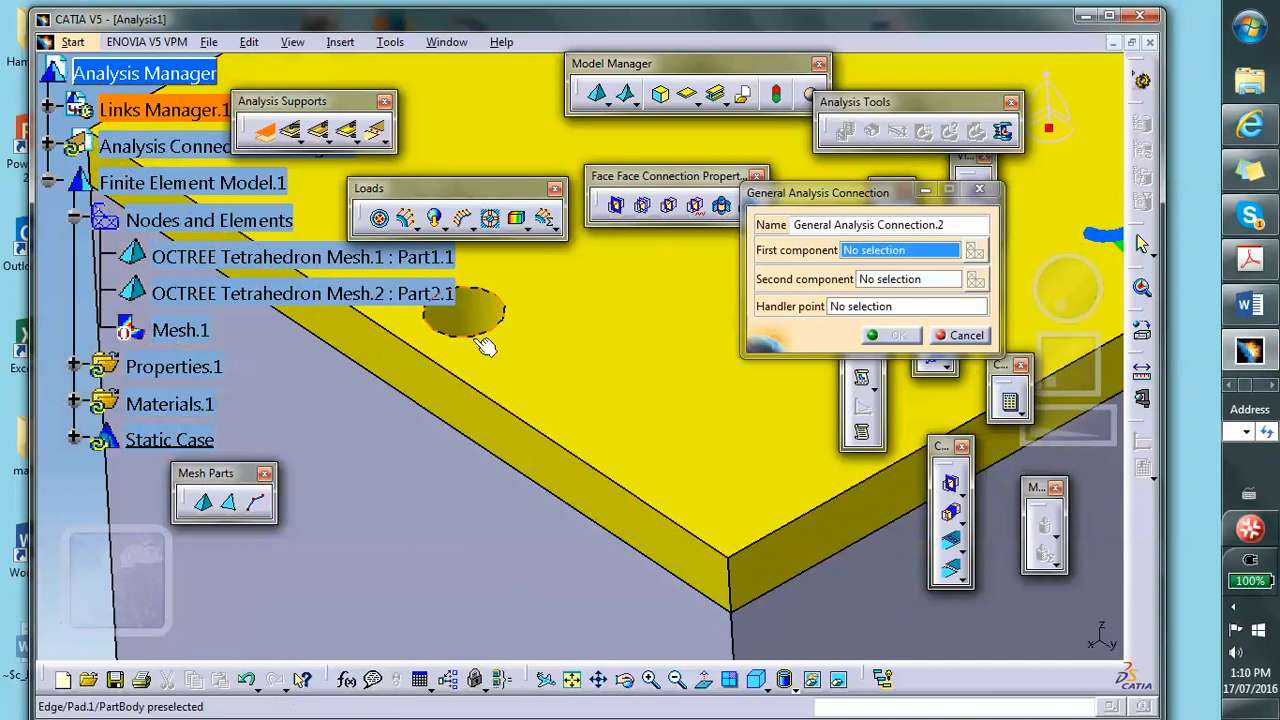 CATIA V5 - [Analysis1]
Start ENOVIA V5 VPM File Edit View Insert Tools Window Help
Analysis Manager
Links Manager.1
Finite Element Model.1
Nodes and Elements
OCTREE Tetrahedron Mesh.1 : Part1.1
OCTREE Tetrahedron Mesh.2 : Part2.1
Mesh.1
Properties.1
Materials.1
Static Case
Analysis Supports
Loads
Mesh Parts
Model Manager
Analysis Tools
Face Face Connection Propert...
General Analysis Connection
Name General Analysis Connection.2
First component No selection
Second component No selection
Handler point No selection
OK Cancel
C...
C...
M...
z
x y
CATIA
Edge/Pad.1/PartBody preselected
Address
100%
1:10 PM
17/07/2016